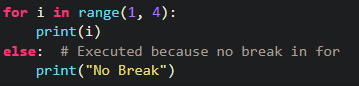 for i in range(1, 4):
    print(i)
else:  # Executed because no break in for
    print("No Break")